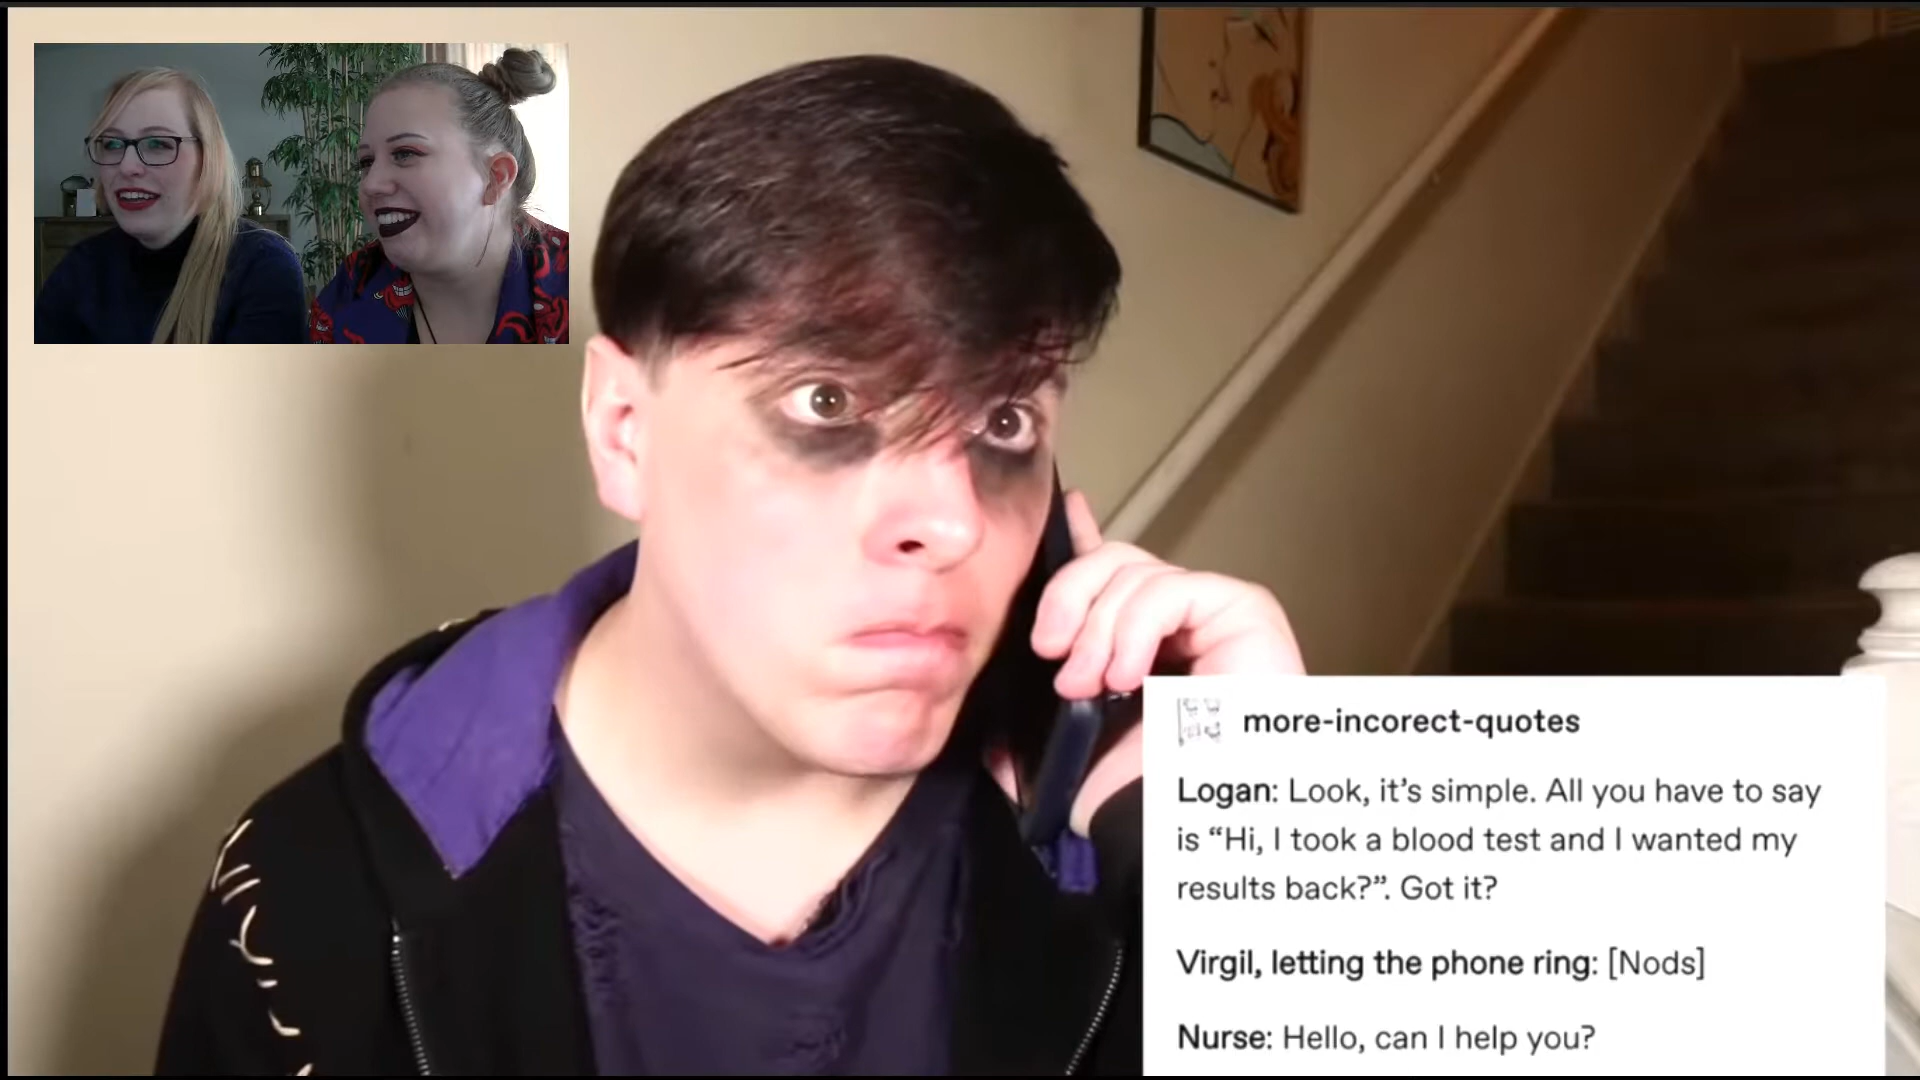 more-incorect-quotes
Logan: Look, it’s simple. All you have to say
is “Hi, I took a blood test and I wanted my
results back?”. Got it?
Virgil, letting the phone ring: [Nods]
Nurse: Hello, can I help you?